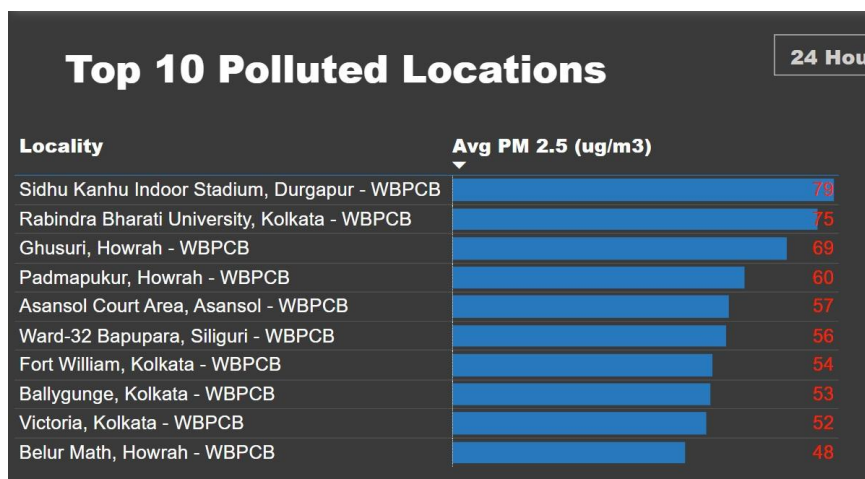 Top 10 Polluted Locations
24 Hou
Locality Avg PM 2.5 (ug/m3)
Sidhu Kanhu Indoor Stadium, Durgapur - WBPCB 79
Rabindra Bharati University, Kolkata - WBPCB 75
Ghusuri, Howrah - WBPCB 69
Padmapukur, Howrah - WBPCB 60
Asansol Court Area, Asansol - WBPCB 57
Ward-32 Bapupara, Siliguri - WBPCB 56
Fort William, Kolkata - WBPCB 54
Ballygunge, Kolkata - WBPCB 53
Victoria, Kolkata - WBPCB 52
Belur Math, Howrah - WBPCB 48